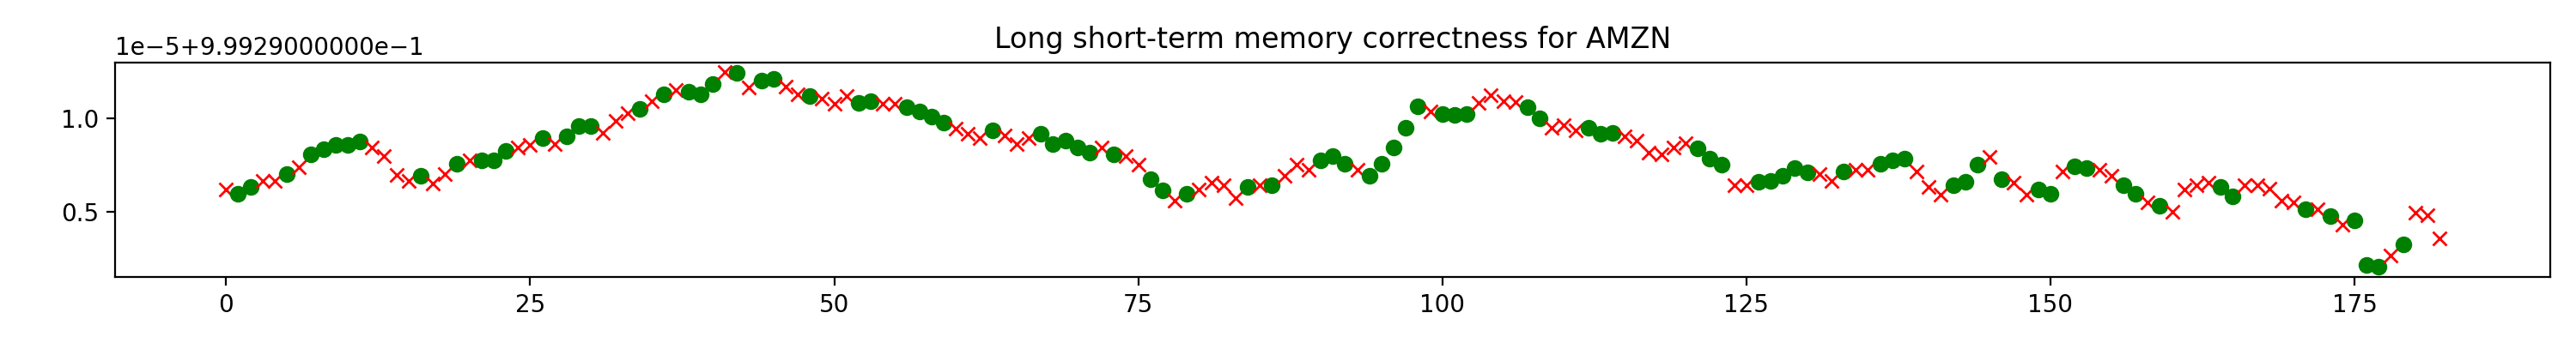 Long short-term memory correctness for AMZN
1e−5+9.9929000000e−1
1.0
0.5
0 25 50 75 100 125 150 175